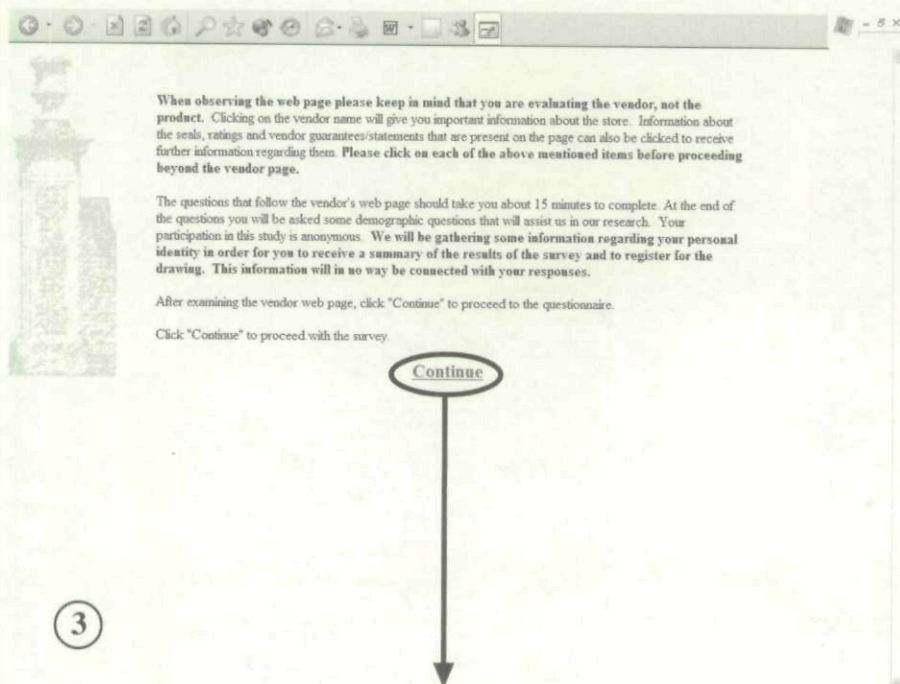 When observing the web page please keep in mind that you are evaluating the vendor, not the
product. Clicking on the vendor name will give you important information about the store. Information about
the seals, ratings and vendor guarantees/statements that are present on the page can also be clicked to receive
further information regarding them. Please click on each of the above mentioned items before proceeding
beyond the vendor page.
The questions that follow the vendor's web page should take you about 15 minutes to complete. At the end of
the questions you will be asked some demographic questions that will assist us in our research. Your
participation in this study is anonymous. We will be gathering some information regarding your personal
identity in order for you to receive a summary of the results of the survey and to register for the
drawing. This information will in no way be connected with your responses.
After examining the vendor web page, click "Continue" to proceed to the questionnaire.
Click "Continue" to proceed with the survey
Continue
3